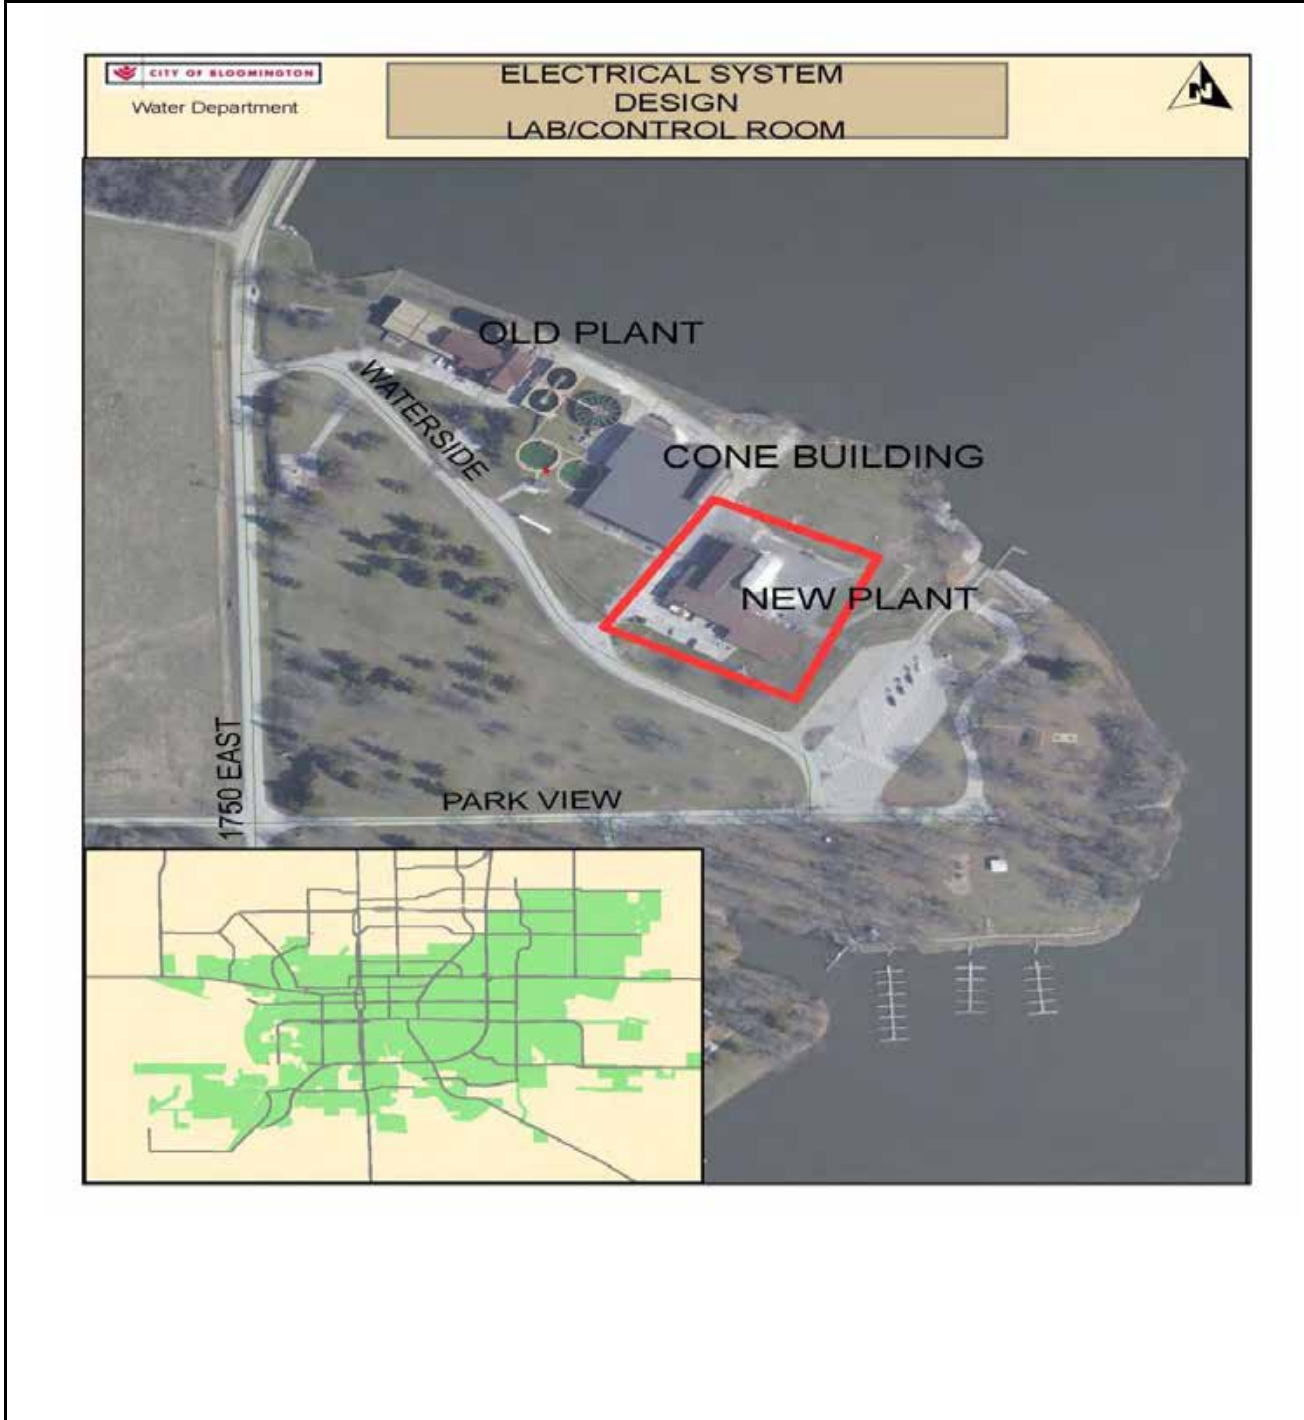 CITY OF BLOOMINGTON
Water Department
ELECTRICAL SYSTEM
DESIGN
LAB/CONTROL ROOM
N
OLD PLANT
WATERSIDE
CONE BUILDING
NEW PLANT
1750 EAST
PARK VIEW